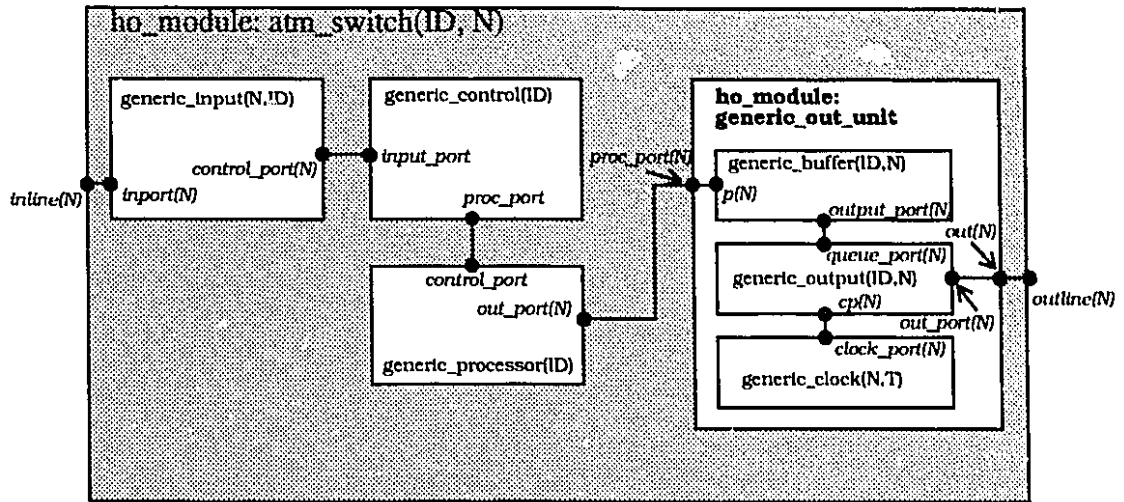 ho_module: atm_switch(ID, N)
generic_input(N,ID)
control_port(N)
inport(N)
inline(N)
generic_control(ID)
input_port
proc_port
control_port
out_port(N)
generic_processor(ID)
proc_port(N)
ho_module:
generic_out_unit
generic_buffer(ID,N)
p(N)
output_port(N)
queue_port(N)
generic_output(ID,N)
cp(N)
out(N)
outline(N)
out_port(N)
clock_port(N)
generic_clock(N,T)